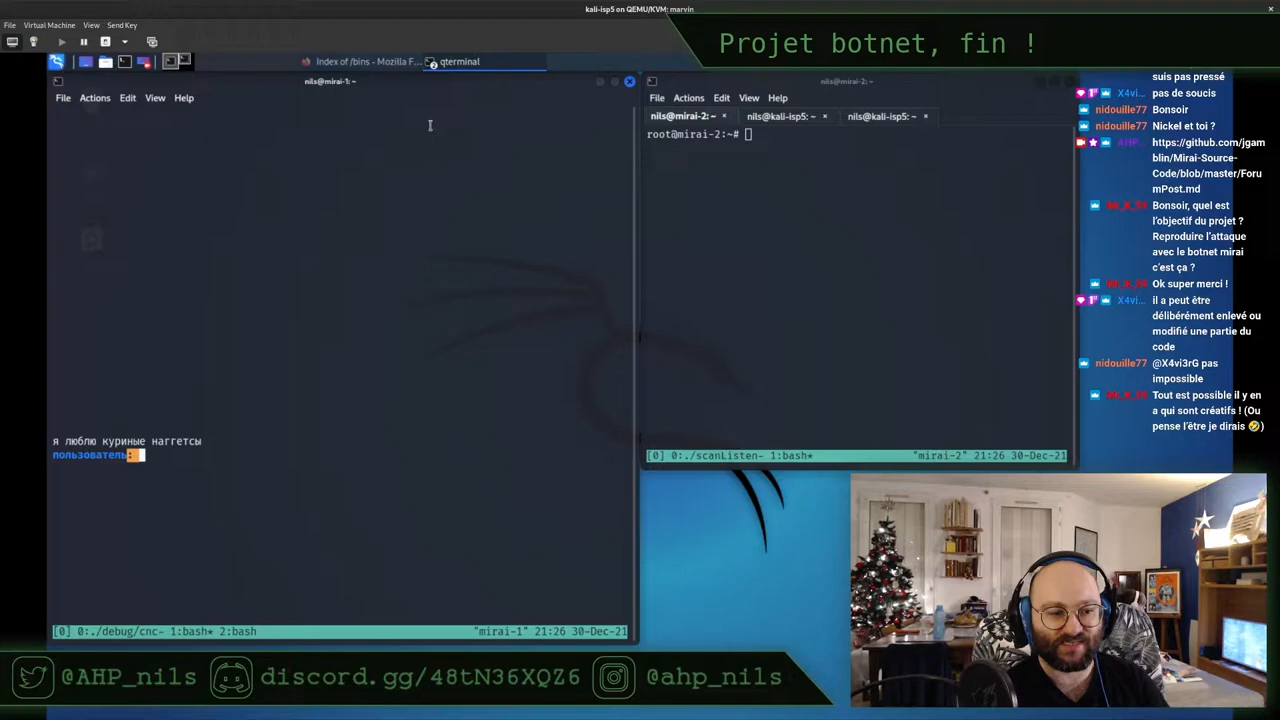 kali-isp5 on QEMU/KVM: marvin
File Virtual Machine View Send Key
Projet botnet, fin !
Index of /bins - Mozilla F...
qterminal
nils@mirai-1: ~
File Actions Edit View Help
nils@mirai-2: ~
File Actions Edit View Help
nils@mirai-2: ~ nils@kali-isp5: ~ nils@kali-isp5: ~
root@mirai-2:~#
я люблю куриные наггетсы
пользователь:
[0] 0:./scanListen- 1:bash* "mirai-2" 21:26 30-Dec-21
[0] 0:./debug/cnc- 1:bash* 2:bash "mirai-1" 21:26 30-Dec-21
suis pas pressé
X4vi... pas de soucis
nidouille77 Bonsoir
nidouille77 Nickel et toi ?
AHP... https://github.com/jgam
blin/Mirai-Source-
Code/blob/master/Foru
mPost.md
Bonsoir, quel est
l'objectif du projet ?
Reproduire l'attaque
avec le botnet mirai
c'est ça ?
Ok super merci !
X4vi... il a peut être
délibérément enlevé ou
modifié une partie du
code
nidouille77 @X4vi3rG pas
impossible
Tout est possible il y en
a qui sont créatifs ! (Ou
pense l'être je dirais 🤣)
@AHP_nils discord.gg/48tN36XQZ6 @ahp_nils